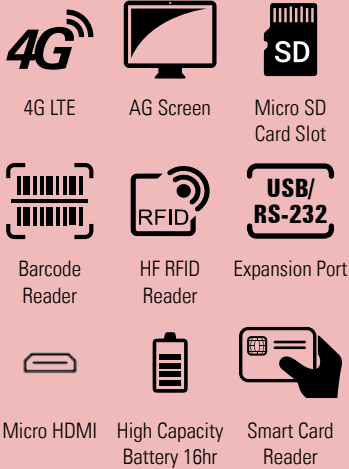 4G
SD
4G LTE
AG Screen
Micro SD
Card Slot
RFID
USB/
RS-232
Barcode
Reader
HF RFID
Reader
Expansion Port
Micro HDMI
High Capacity
Battery 16hr
Smart Card
Reader